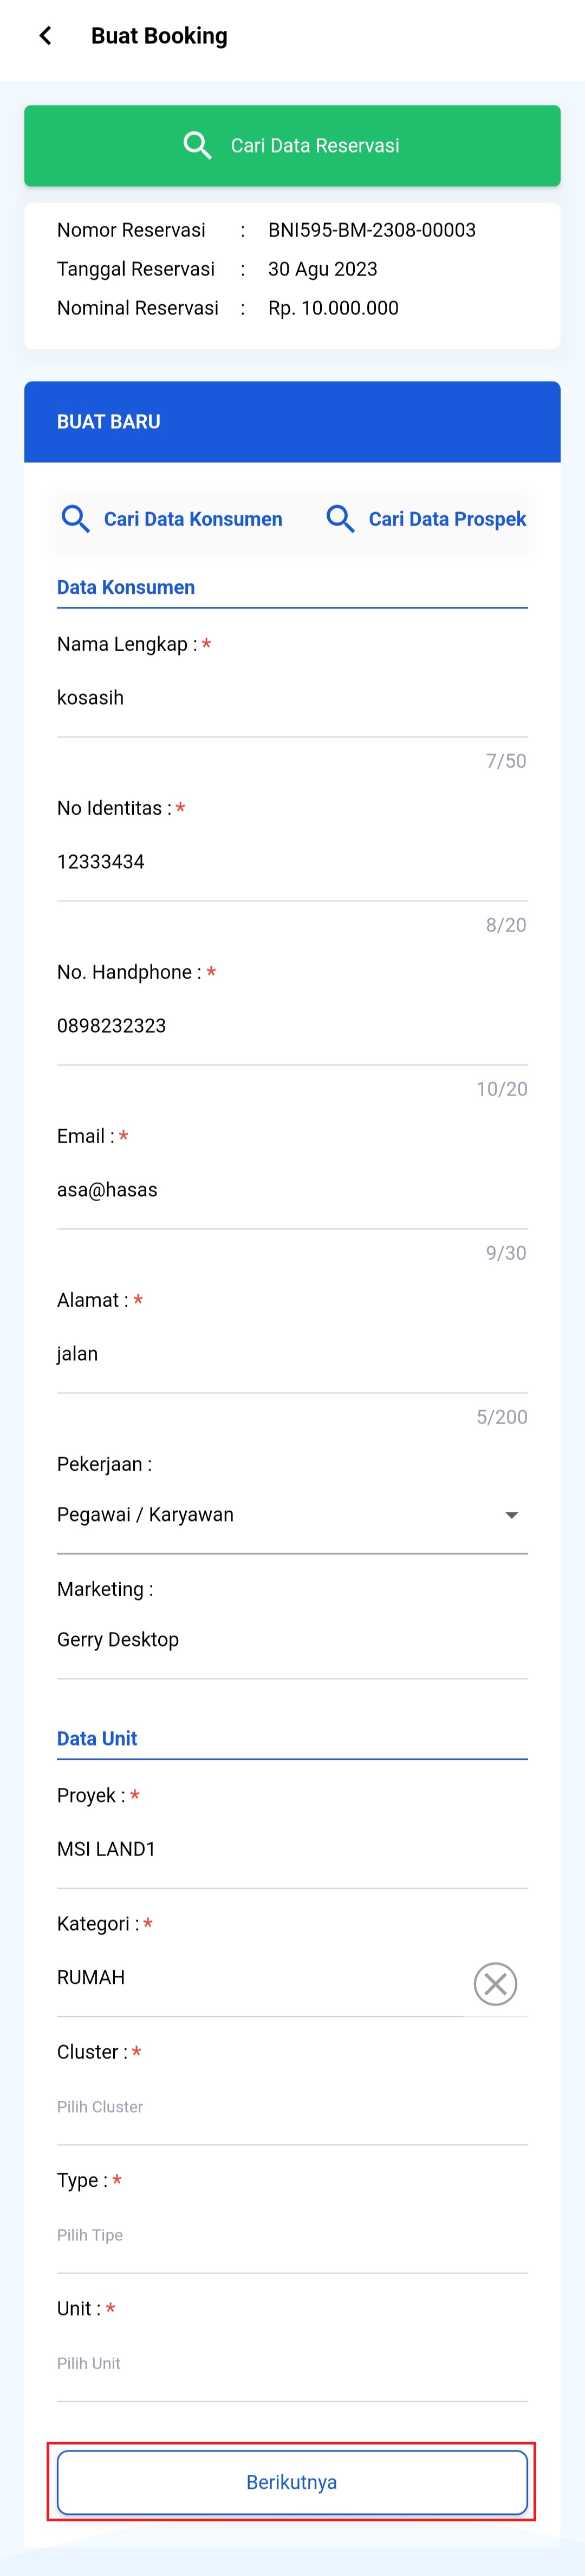 Buat Booking
Cari Data Reservasi
Nomor Reservasi : BNI595-BM-2308-00003
Tanggal Reservasi : 30 Agu 2023
Nominal Reservasi : Rp. 10.000.000
BUAT BARU
Cari Data Konsumen Cari Data Prospek
Data Konsumen
Nama Lengkap : *
kosasih
7/50
No Identitas : *
12333434
8/20
No. Handphone : *
0898232323
10/20
Email : *
asa@hasas
9/30
Alamat : *
jalan
5/200
Pekerjaan :
Pegawai / Karyawan
Marketing :
Gerry Desktop
Data Unit
Proyek : *
MSI LAND1
Kategori : *
RUMAH
Cluster : *
Pilih Cluster
Type : *
Pilih Tipe
Unit : *
Pilih Unit
Berikutnya